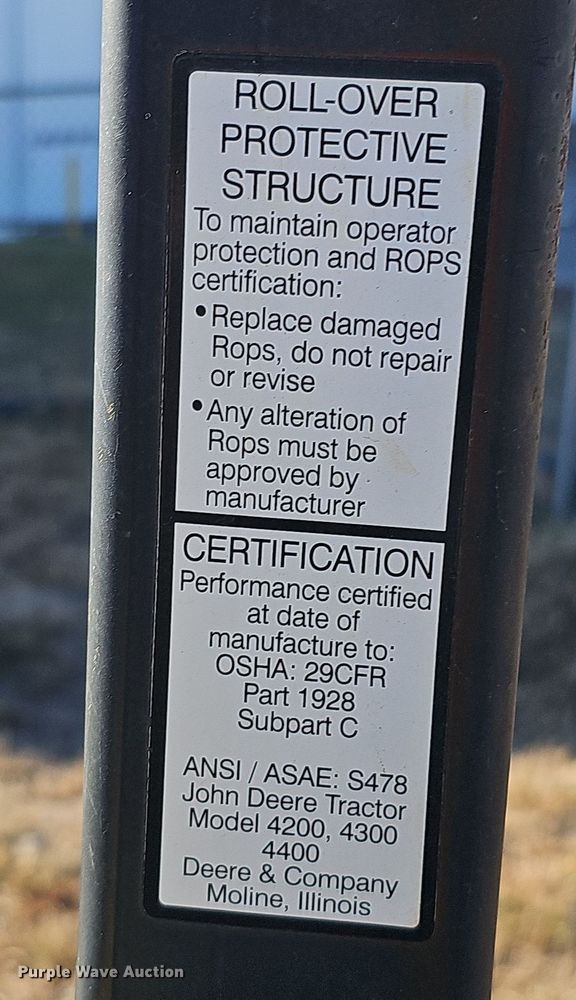 ROLL-OVER
PROTECTIVE
STRUCTURE
To maintain operator
protection and ROPS
certification:
•Replace damaged
Rops, do not repair
or revise
•Any alteration of
Rops must be
approved by
manufacturer
CERTIFICATION
Performance certified
at date of
manufacture to:
OSHA: 29CFR
Part 1928
Subpart C
ANSI / ASAE: S478
John Deere Tractor
Model 4200, 4300
4400
Deere & Company
Moline, Illinois
Purple Wave Auction